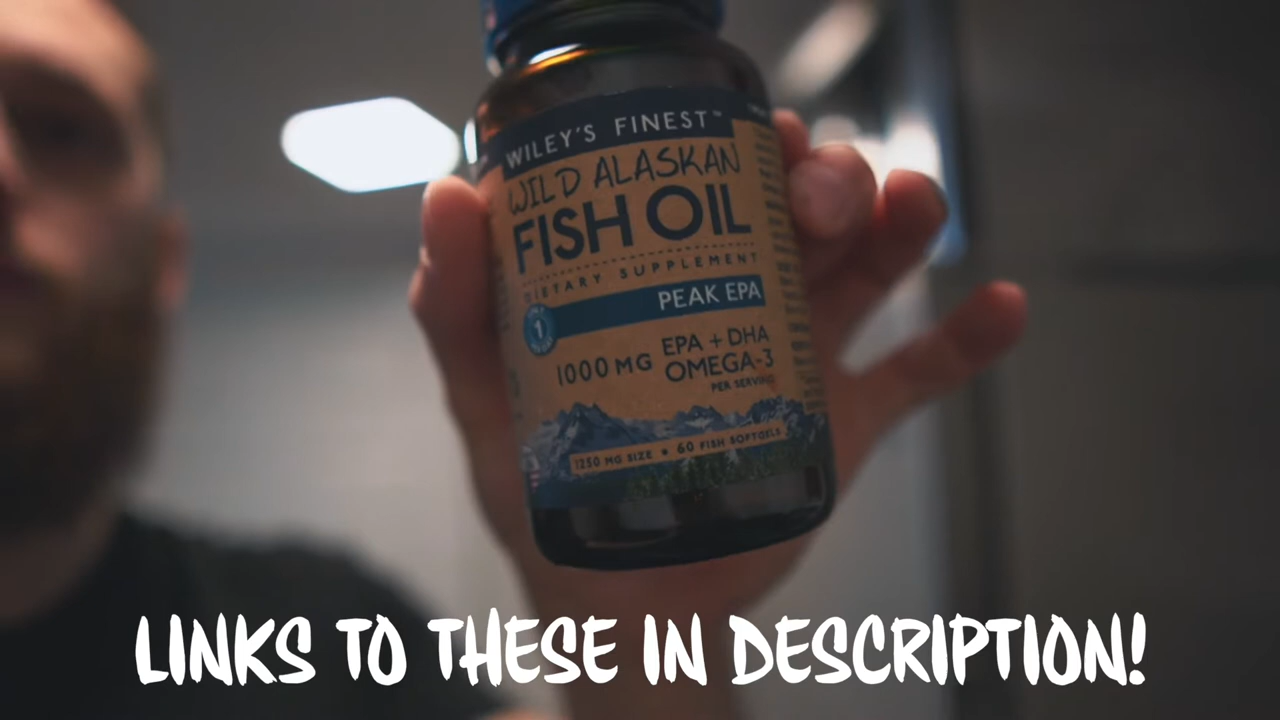 WILEY'S FINEST™
WILD ALASKAN
FISH OIL
DIETARY SUPPLEMENT
PEAK EPA
1
1000 MG EPA + DHA
OMEGA-3
PER SERVING
1250 MG SIZE • 60 FISH SOFTGELS
LINKS TO THESE IN DESCRIPTION!